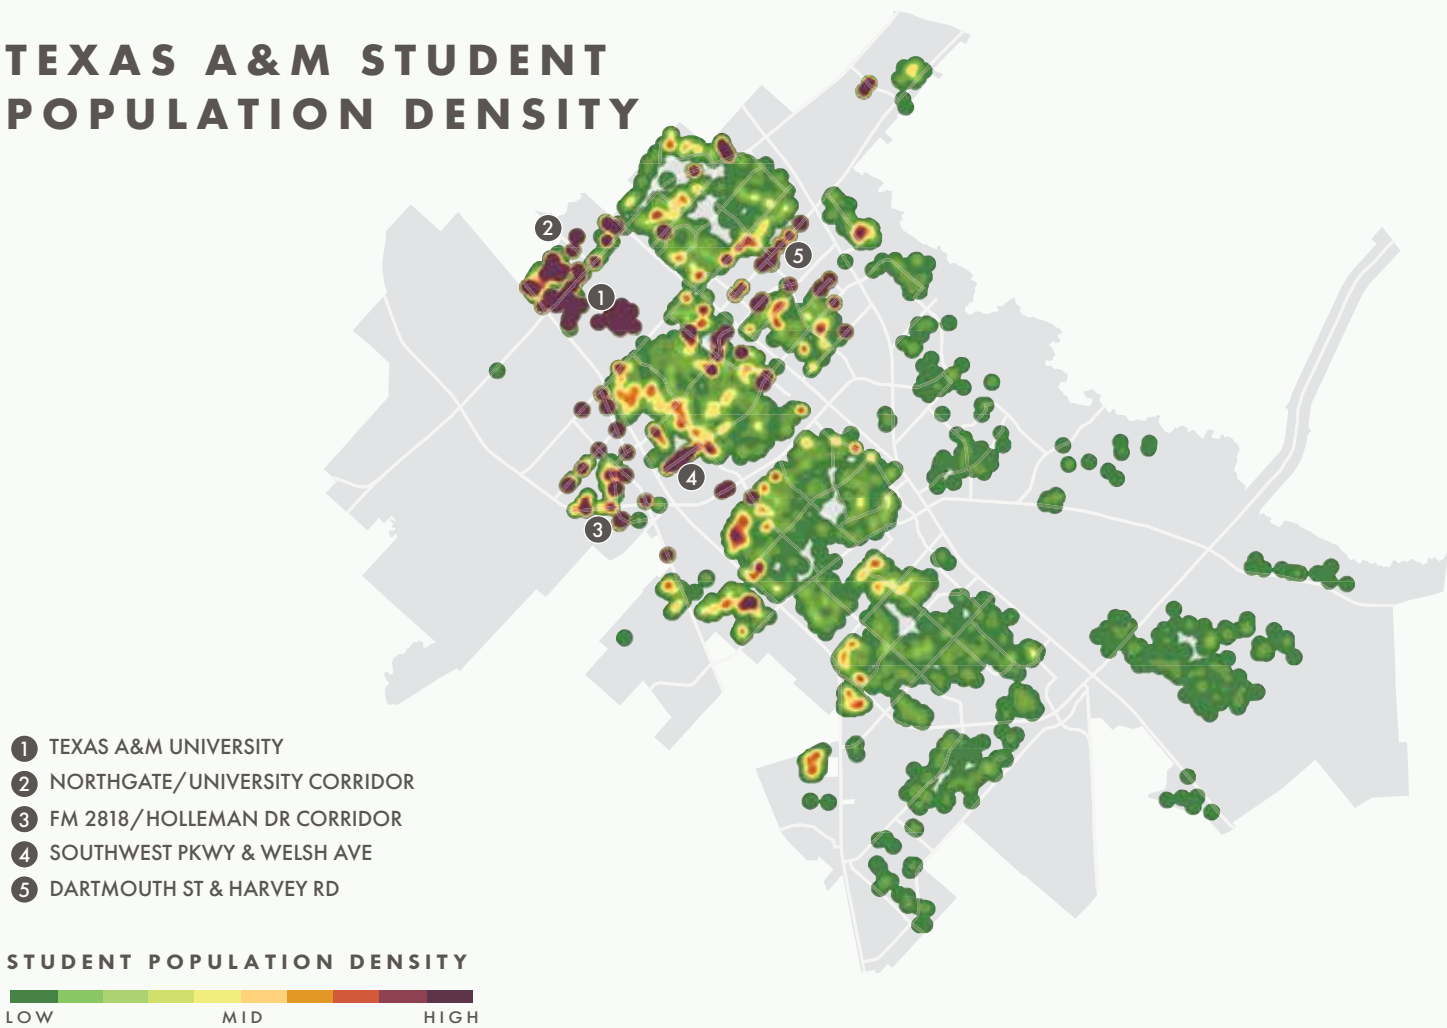 TEXAS A&M STUDENT
POPULATION DENSITY
2
1
5
4
3
1 TEXAS A&M UNIVERSITY
2 NORTHGATE/UNIVERSITY CORRIDOR
3 FM 2818/HOLLEMAN DR CORRIDOR
4 SOUTHWEST PKWY & WELSH AVE
5 DARTMOUTH ST & HARVEY RD
STUDENT POPULATION DENSITY
LOW MID HIGH